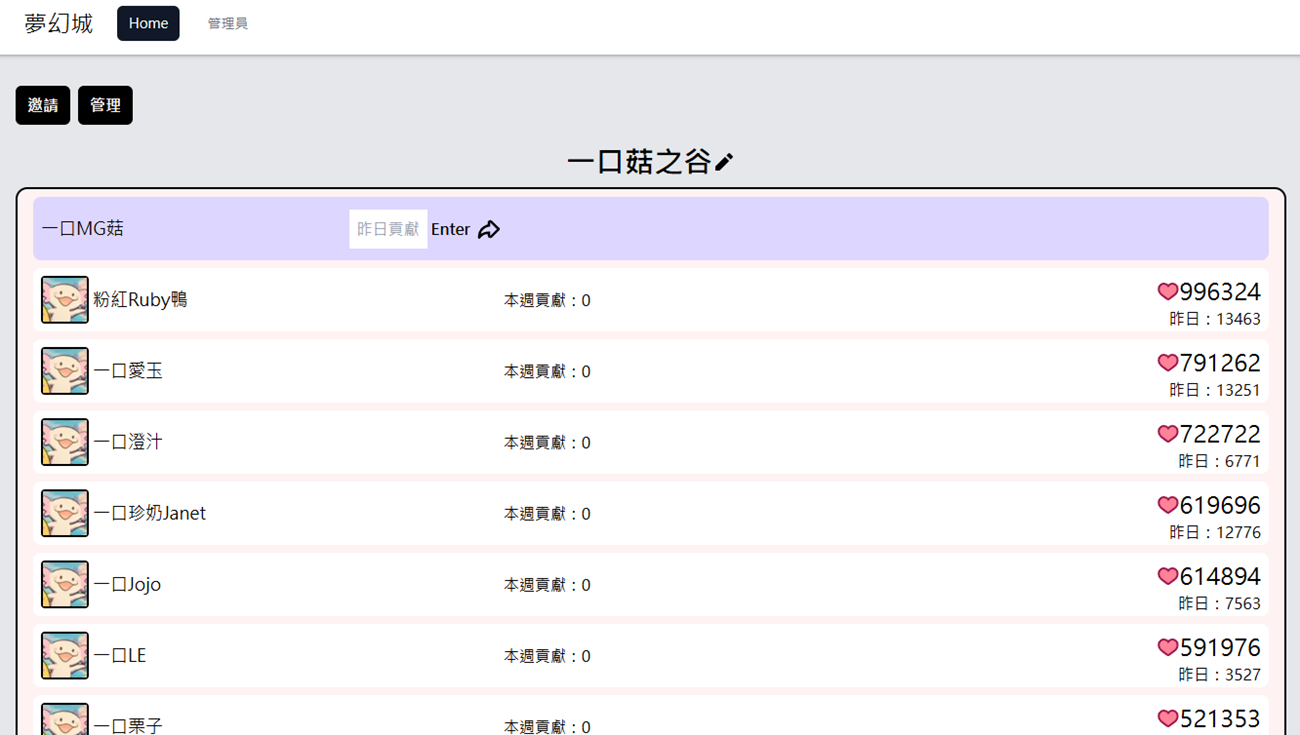 夢幻城 Home 管理員
邀請 管理
一口菇之谷
一口MG菇 昨日貢獻 Enter
粉紅Ruby鴨 本週貢獻：0 996324
昨日：13463
一口愛玉 本週貢獻：0 791262
昨日：13251
一口澄汁 本週貢獻：0 722722
昨日：6771
一口珍奶Janet 本週貢獻：0 619696
昨日：12776
一口Jojo 本週貢獻：0 614894
昨日：7563
一口LE 本週貢獻：0 591976
昨日：3527
一口栗子 本週貢獻：0 521353